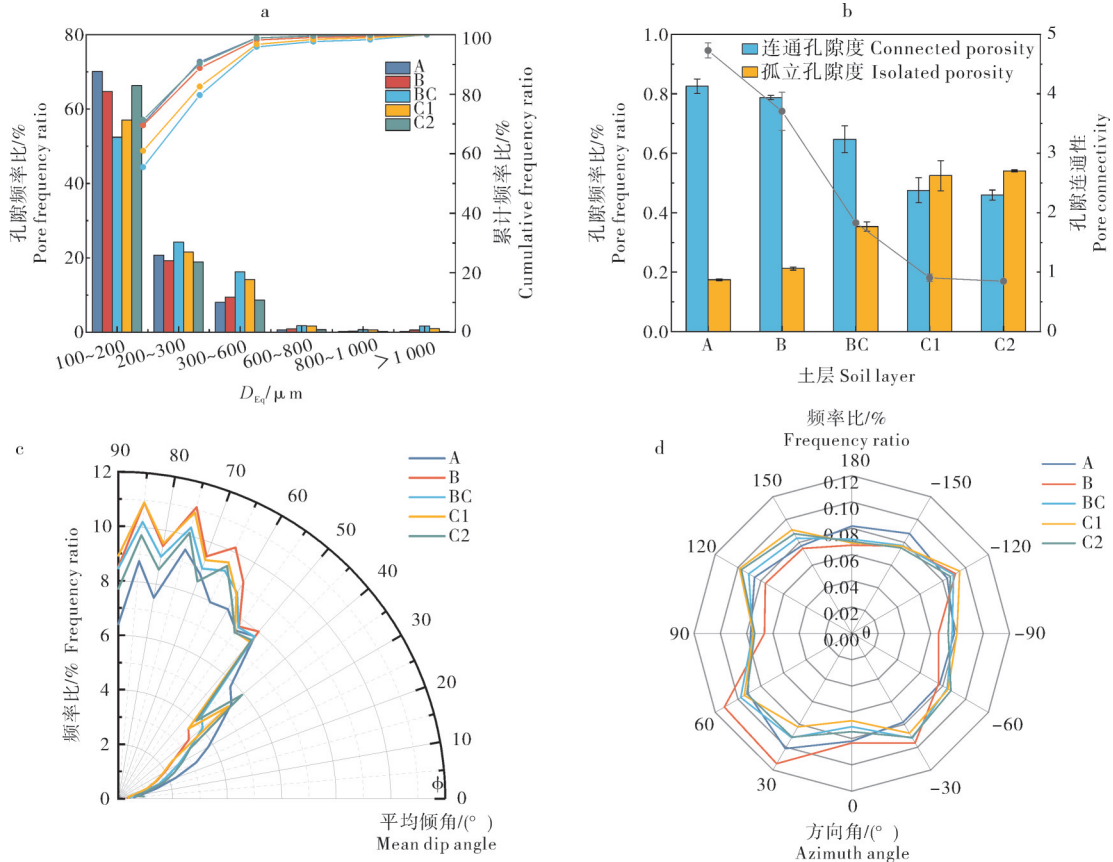 a
孔隙频率比/%
Pore frequency ratio
80
60
40
20
0
A
B
BC
C1
C2
100
80
60
40
20
0
累计频率比/%
Cumulative frequency ratio
100~200
200~300
300~600
600~800
800~1 000
>1 000
D_Eq/μm
b
孔隙频率比/%
Pore frequency ratio
1.0
0.8
0.6
0.4
0.2
0.0
连通孔隙度 Connected porosity
孤立孔隙度 Isolated porosity
5
4
3
2
1
0
孔隙连通性
Pore connectivity
A
B
BC
C1
C2
土层 Soil layer
c
频率比/% Frequency ratio
12
10
8
6
4
2
0
90
80
70
60
50
40
30
20
10
0
ϕ
A
B
BC
C1
C2
平均倾角/(°)
Mean dip angle
d
频率比/%
Frequency ratio
180
150
120
90
60
30
0
-30
-60
-90
-120
-150
0.12
0.10
0.08
0.06
0.04
0.02
0.00
θ
A
B
BC
C1
C2
方向角/(°)
Azimuth angle